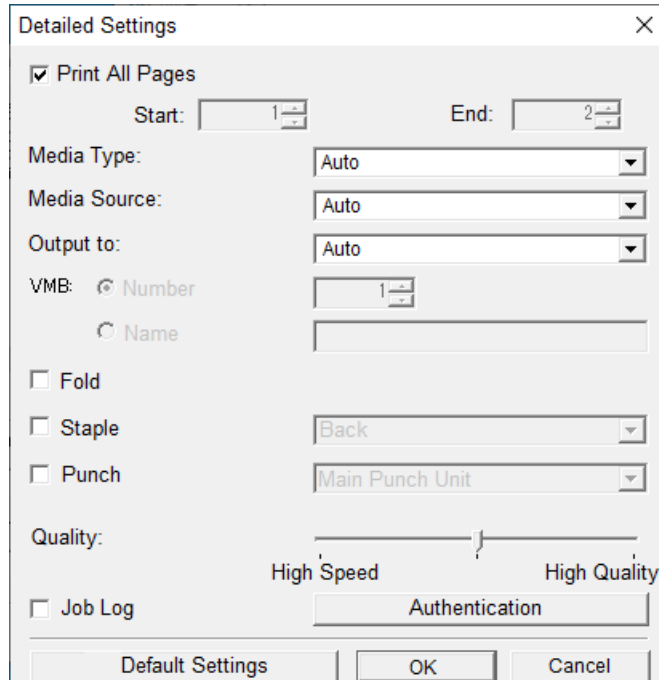 Detailed Settings
Print All Pages
Start: 1 End: 2
Media Type: Auto
Media Source: Auto
Output to: Auto
VMB: Number 1
Name
Fold
Staple Back
Punch Main Punch Unit
Quality:
High Speed High Quality
Job Log Authentication
Default Settings OK Cancel